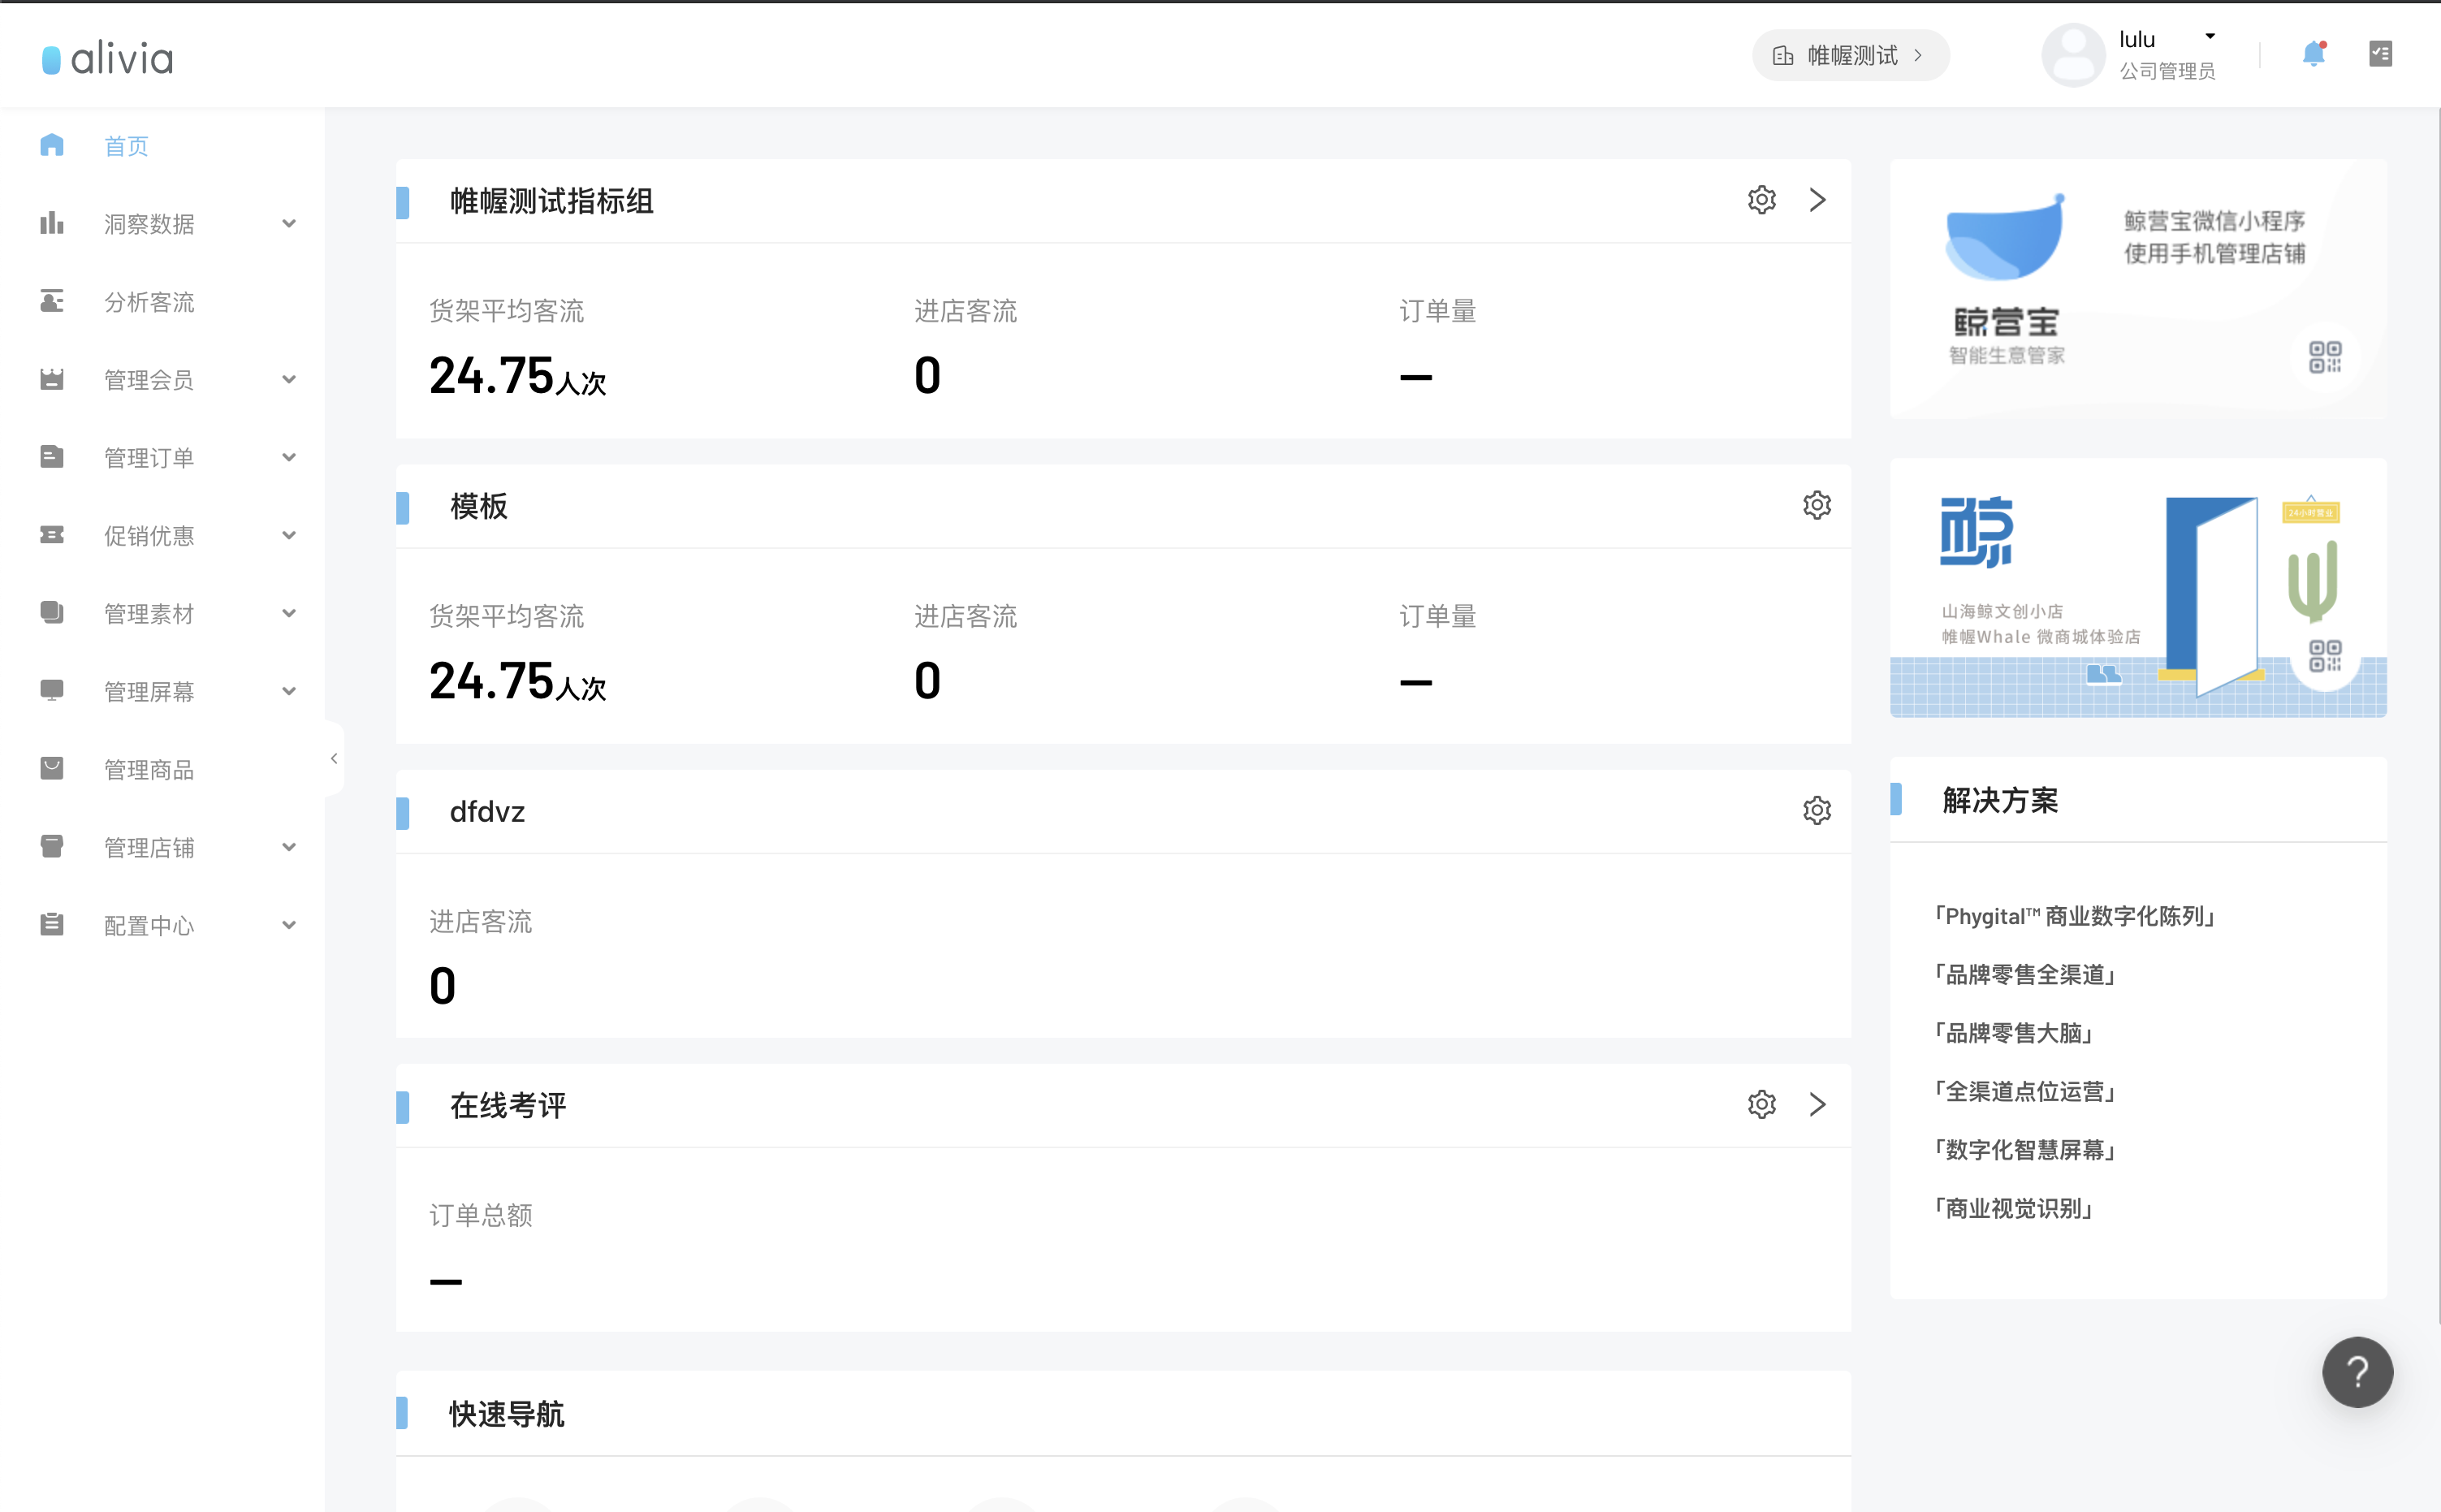 alivia
帷幄测试
lulu
公司管理员
首页
洞察数据
分析客流
管理会员
管理订单
促销优惠
管理素材
管理屏幕
管理商品
管理店铺
配置中心
帷幄测试指标组
货架平均客流
进店客流
订单量
24.75人次
0
–
模板
货架平均客流
进店客流
订单量
24.75人次
0
–
dfdvz
进店客流
0
在线考评
订单总额
–
快速导航
鲸营宝微信小程序
使用手机管理店铺
鲸营宝
智能生意管家
鲸
24小时营业
山海鲸文创小店
帷幄Whale 微商城体验店
解决方案
「Phygital™ 商业数字化陈列」
「品牌零售全渠道」
「品牌零售大脑」
「全渠道点位运营」
「数字化智慧屏幕」
「商业视觉识别」
?